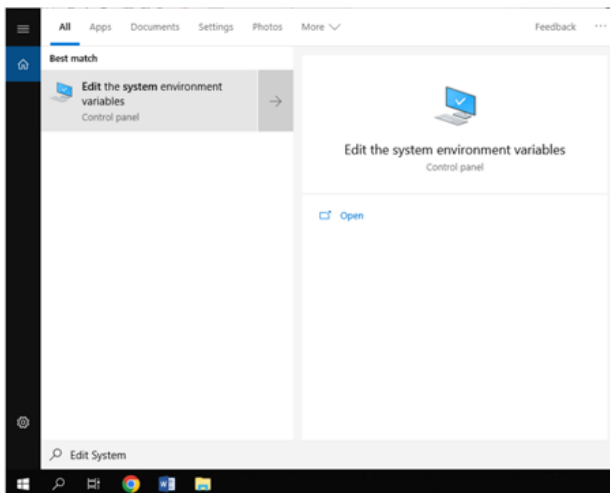 All Apps Documents Settings Photos More Feedback ...
Best match
Edit the system environment
variables
Control panel
Edit the system environment variables
Control panel
Open
Edit System